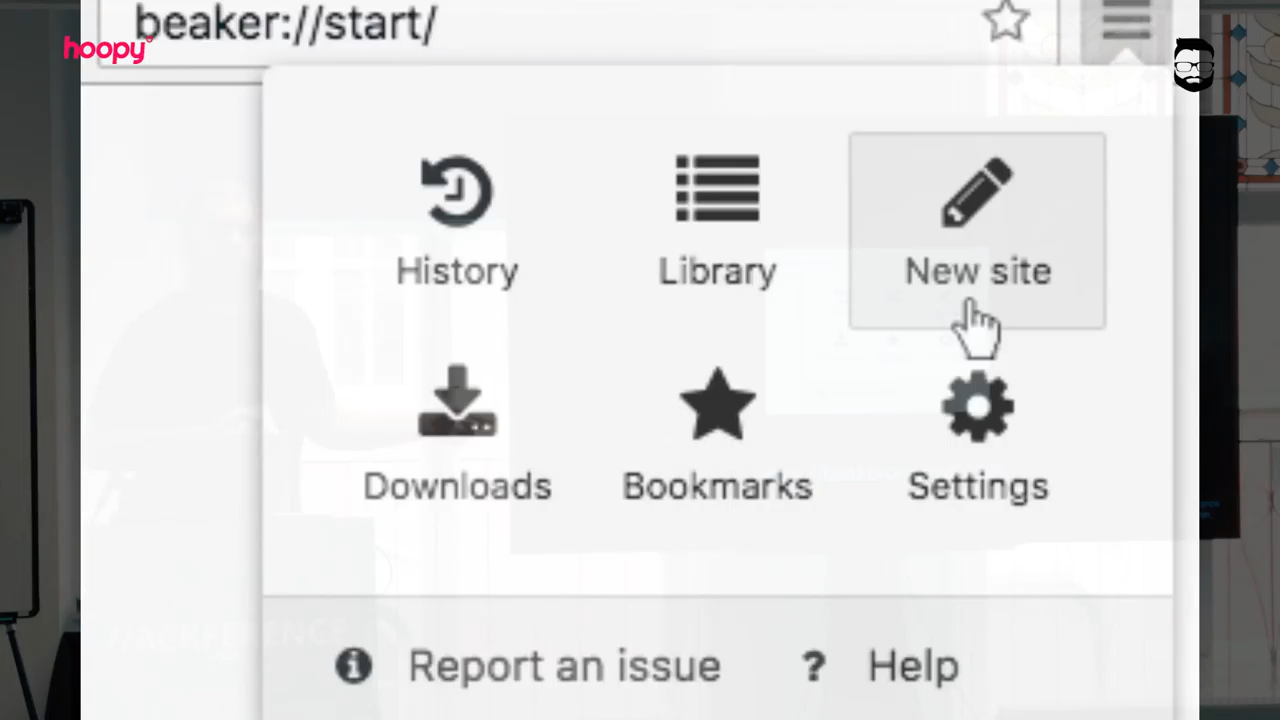 beaker://start/
hoopy
History
Library
New site
Downloads
Bookmarks
Settings
Report an issue
? Help